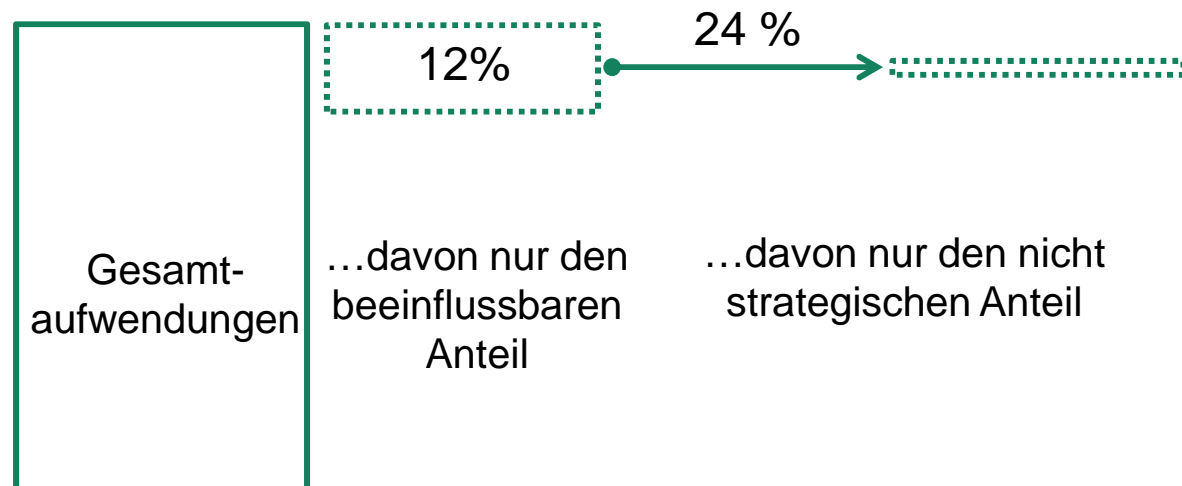 12%
24 %
Gesamt-
aufwendungen
…davon nur den
beeinflussbaren
Anteil
…davon nur den nicht
strategischen Anteil